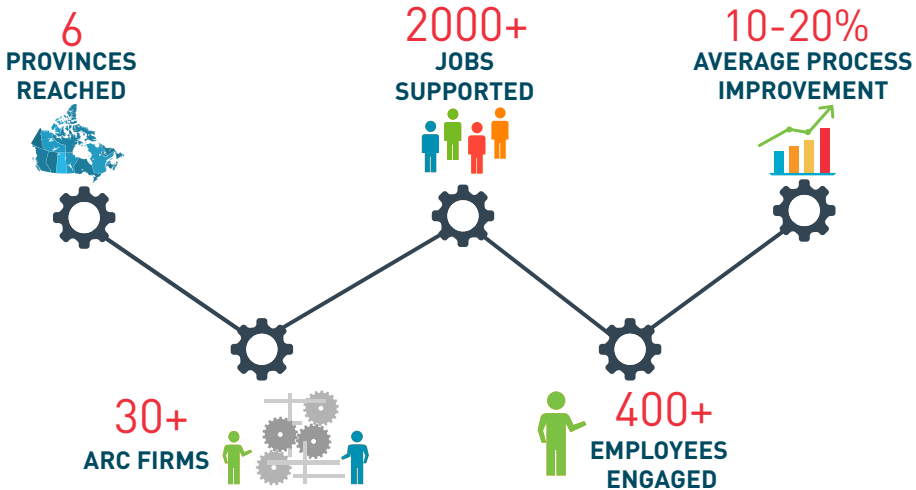 6
PROVINCES
REACHED
30+
ARC FIRMS
2000+
JOBS
SUPPORTED
400+
EMPLOYEES
ENGAGED
10-20%
AVERAGE PROCESS
IMPROVEMENT